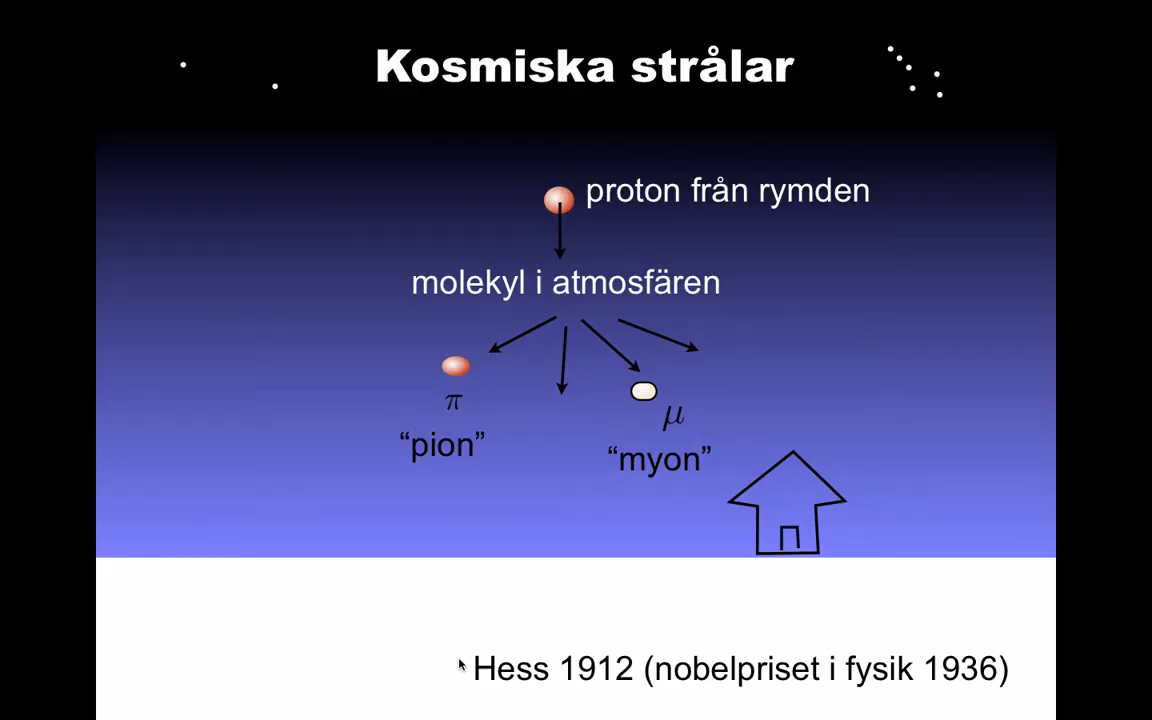 Kosmiska strålar
proton från rymden
molekyl i atmosfären
π
“pion”
μ
“myon”
Hess 1912 (nobelpriset i fysik 1936)